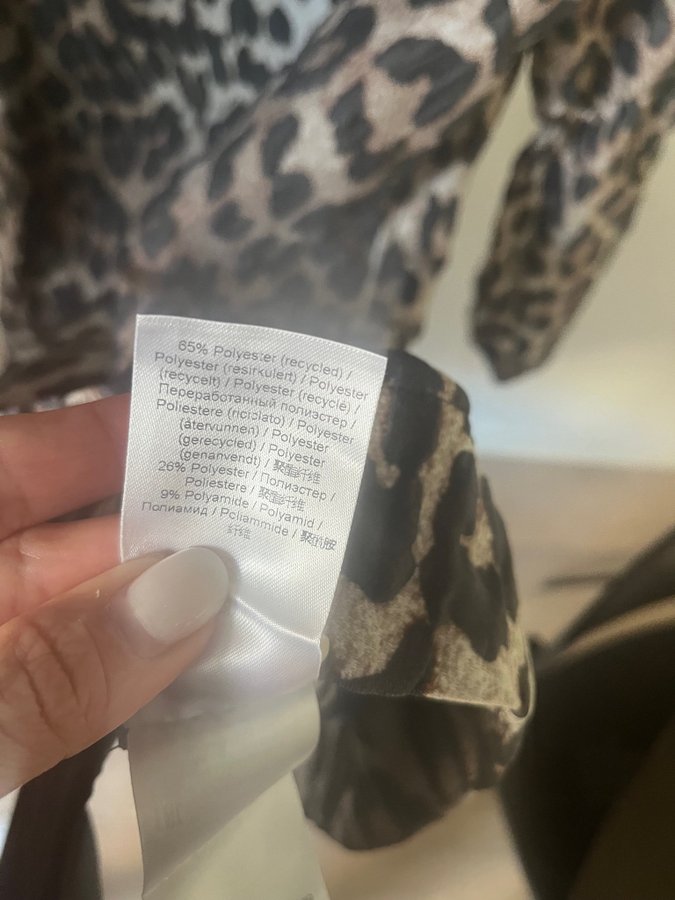 65% Polyester (recycled) /
Polyester (resirkulert) / Polyester
(recycelt) / Polyester (recyclé) /
Переработанный полиэстер /
Poliestere (riciclato) / Polyester
(återvunnen) / Polyester
(gerecycled) / Polyester
(genanvendt) / 聚酯纤维
26% Polyester / Полиэстер /
Poliestere / 聚酯纤维
9% Polyamide / Polyamid /
Полиамид / Poliammide / 聚酰胺
纤维